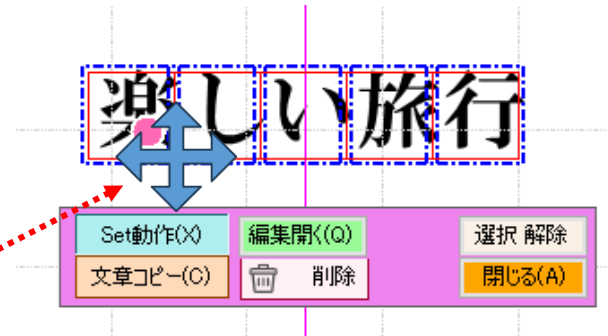 楽しい旅行
Set動作(X) 編集開く(Q) 選択 解除
文章コピー(C) 削除 閉じる(A)